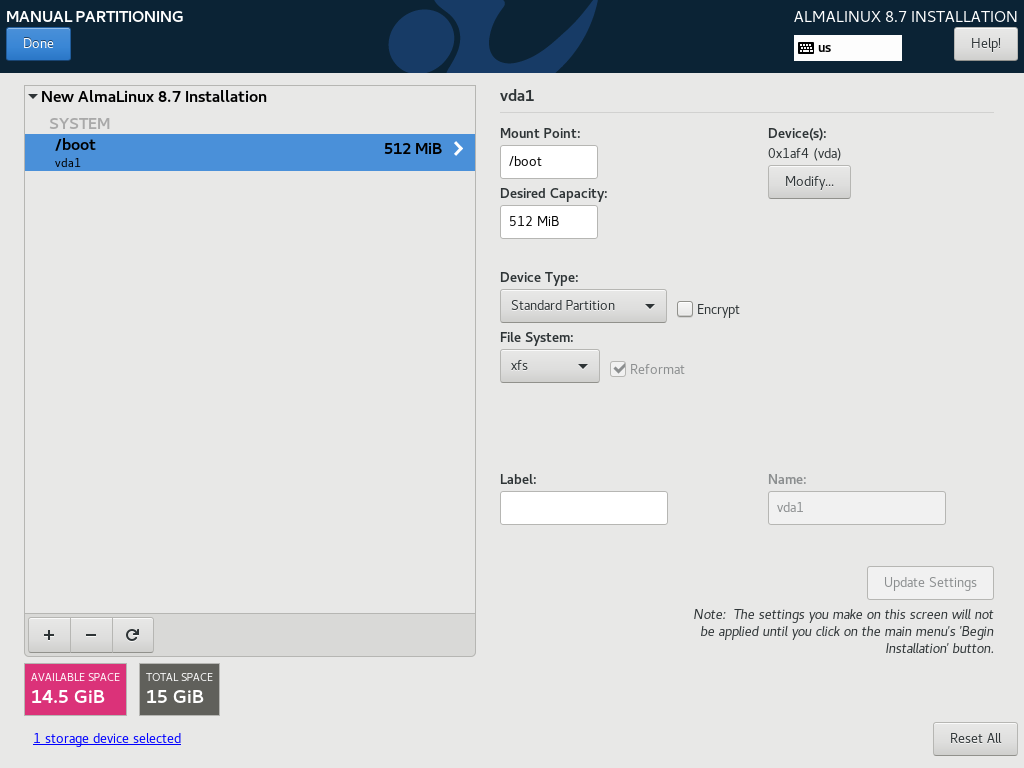 MANUAL PARTITIONING
ALMALINUX 8.7 INSTALLATION
Done
us
Help!
New AlmaLinux 8.7 Installation
SYSTEM
/boot
512 MiB
vda1
vda1
Mount Point:
/boot
Device(s):
0x1af4 (vda)
Modify...
Desired Capacity:
512 MiB
Device Type:
Standard Partition
Encrypt
File System:
xfs
Reformat
Label:
Name:
vda1
Update Settings
Note:  The settings you make on this screen will not
be applied until you click on the main menu's 'Begin
Installation' button.
+
−
AVAILABLE SPACE
14.5 GiB
TOTAL SPACE
15 GiB
1 storage device selected
Reset All